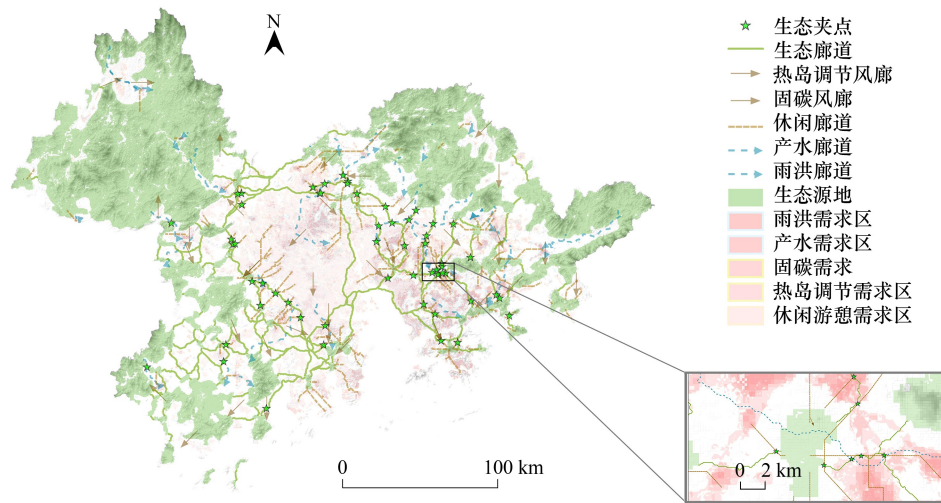 N
生态夹点
生态廊道
热岛调节风廊
固碳风廊
休闲廊道
产水廊道
雨洪廊道
生态源地
雨洪需求区
产水需求区
固碳需求
热岛调节需求区
休闲游憩需求区
0 100 km
0 2 km